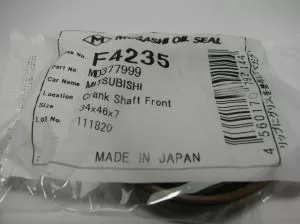 MUSASHI OIL SEAL
F4235
Part No. MD377999
Car Name MITSUBISHI
Location Crank Shaft Front
Size 34x46x7
Lot No. 111820
MADE IN JAPAN